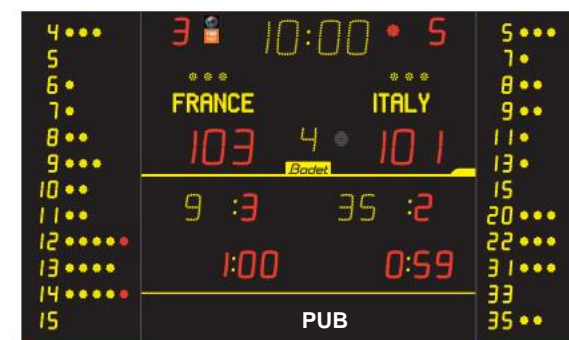 4 3 10:00 5 5
5 7
6 8
7 FRANCE ITALY 9
8 103 4 101 11
9 Bodet 13
10 15
11 9 :3 35 :2 20
12 22
13 1:00 0:59 31
14 33
15 PUB 35